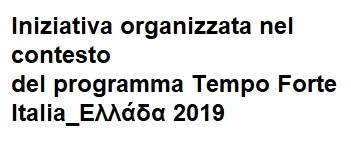 Iniziativa organizzata nel
contesto
del programma Tempo Forte
Italia_Ελλάδα 2019